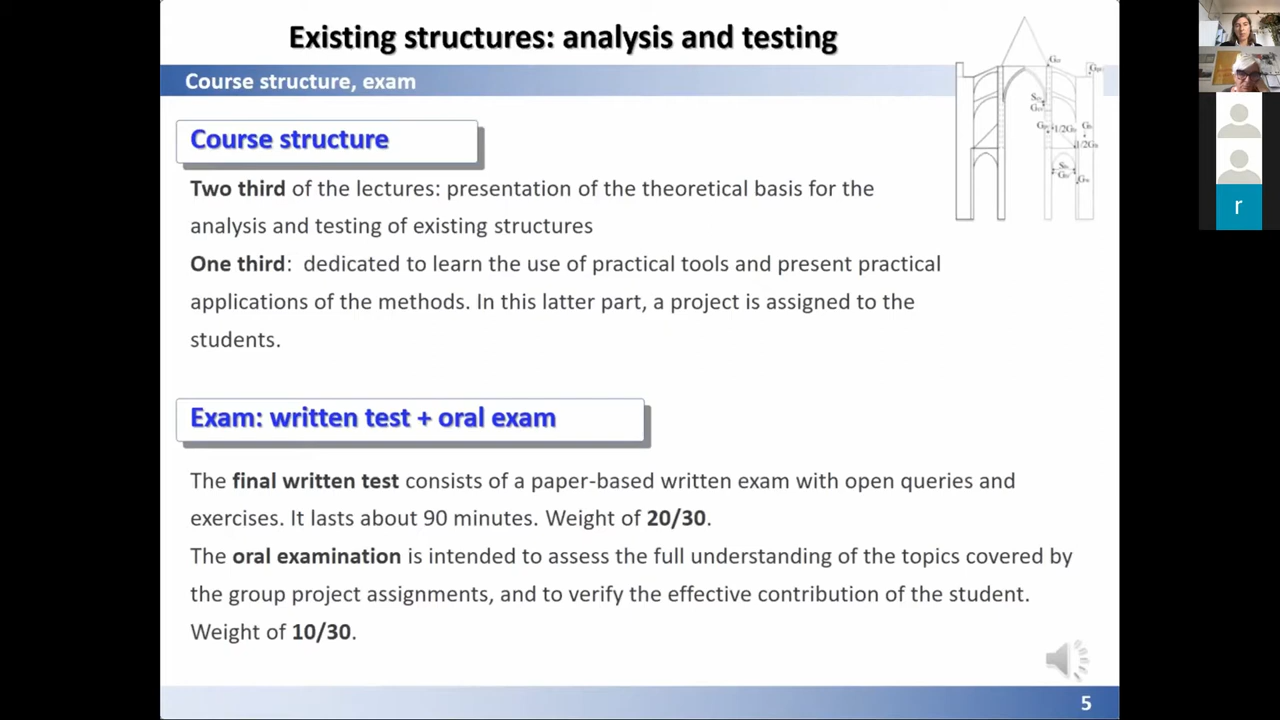 Existing structures: analysis and testing
Course structure, exam
Course structure
Two third of the lectures: presentation of the theoretical basis for the
analysis and testing of existing structures
One third:  dedicated to learn the use of practical tools and present practical
applications of the methods. In this latter part, a project is assigned to the
students.
Exam: written test + oral exam
The final written test consists of a paper-based written exam with open queries and
exercises. It lasts about 90 minutes. Weight of 20/30.
The oral examination is intended to assess the full understanding of the topics covered by
the group project assignments, and to verify the effective contribution of the student.
Weight of 10/30.
5
1/2G
1/2G
r